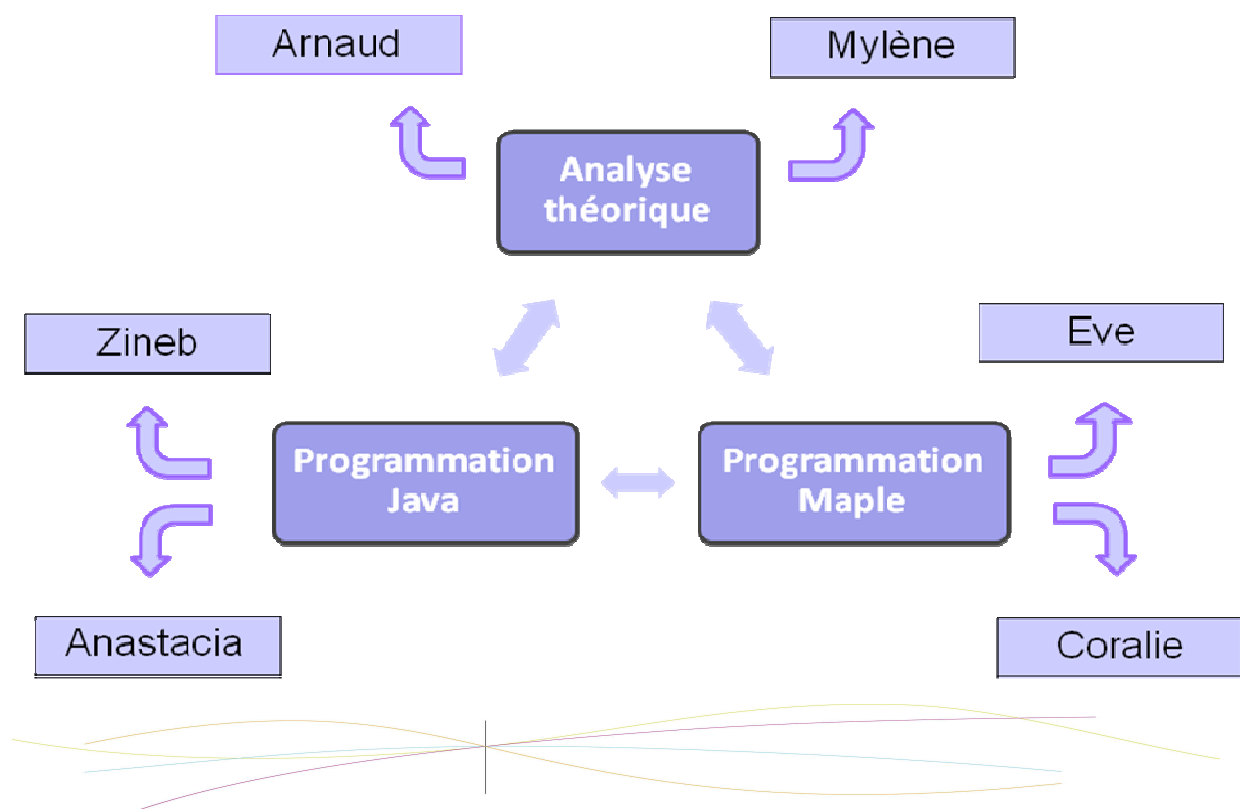 Arnaud
Mylène
Analyse
théorique
Zineb
Eve
Programmation
Java
Programmation
Maple
Anastacia
Coralie